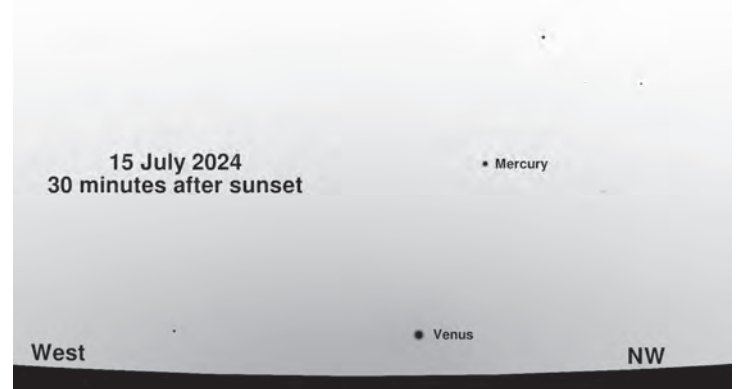 15 July 2024
30 minutes after sunset
Mercury
Venus
West
NW